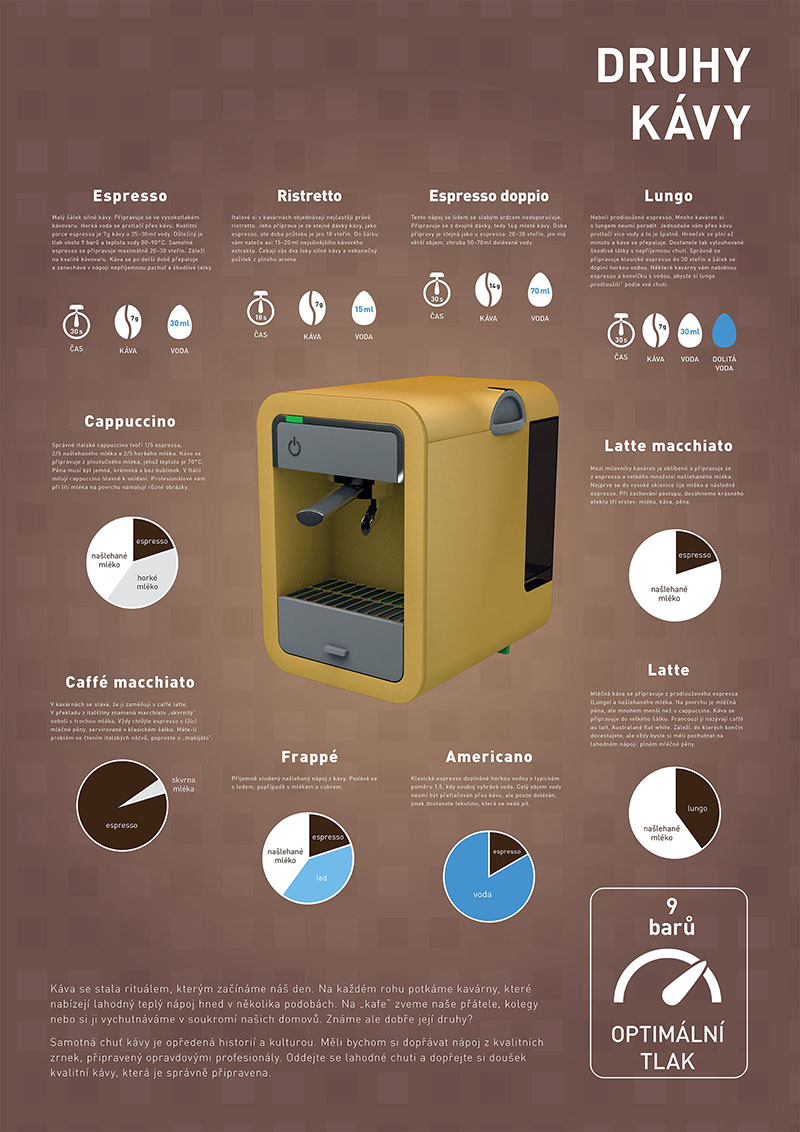 DRUHY
KÁVY
Espresso
Malý šálek silné kávy. Připravuje se ve vysokotlakém
kávovaru. Horká voda se protlačí přes kávu. Kvalitní
porce espressa je 7g kávy a 25–30ml vody. Důležitý je
tlak okolo 9 barů a teplota vody 80–90°C. Samotné
espresso se připravuje maximálně 20–30 vteřin. Záleží
na kvalitě kávovaru. Káva se po delší době přepaluje
a zanechává v nápoji nepříjemnou pachuť a škodlivé látky.
30s
ČAS
7g
KÁVA
30ml
VODA
Ristretto
Italové si v kavárnách objednávají nejčastěji právě
ristretto. Jeho příprava je ze stejné dávky kávy, jako
espresso, ale doba průtoku je jen 18 vteřin. Do šálku
vám nateče asi 15–20ml nejsilnějšího kávového
extraktu. Čekají vás dva loky silné kávy a nekonečný
požitek z plného aroma.
18s
ČAS
7g
KÁVA
15ml
VODA
Espresso doppio
Tento nápoj se lidem se slabým srdcem nedoporučuje.
Připravuje se z dvojité dávky, tedy 14g mleté kávy. Doba
přípravy je stejná jako u espressa: 20–30 vteřin, jen má
větší objem, zhruba 50–70ml dolévané vody.
30s
ČAS
14g
KÁVA
70ml
VODA
Lungo
Neboli prodloužené espresso. Mnoho kaváren si
s lungem neumí poradit. Jednoduše vám přes kávu
protlačí více vody a to je špatně. Hrneček se plní až
minutu a káva se přepaluje. Dostanete tak vylouhované
škodlivé látky s nepříjemnou chutí. Správně se
připravuje klasické espresso do 30 vteřin a šálek se
doplní horkou vodou. Některé kavárny vám nabídnou
espresso a konvičku s vodou, abyste si lungo
„prodloužili" podle své chuti.
30s
ČAS
7g
KÁVA
30ml
VODA
DOLITÁ
VODA
Cappuccino
Správné italské cappuccino tvoří 1/5 espressa,
2/5 našlehaného mléka a 2/5 horkého mléka. Káva se
připravuje z plnotučného mléka, jehož teplota je 70°C.
Pěna musí být jemná, krémová a bez bublinek. V Itálii
milují cappuccino hlavně k snídani. Profesionálové vám
při lití mléka na povrchu namalují různé obrázky.
espresso
našlehané
mléko
horké
mléko
Latte macchiato
Mezi milovníky kaváren je oblíbené a připravuje se
z espressa a velkého množství našlehaného mléka.
Nejprve se do vysoké sklenice lije mléko a následně
espresso. Při zachování postupu, dosáhneme krásného
efektu tří vrstev: mléko, káva, pěna.
espresso
našlehané
mléko
Caffé macchiato
V kavárnách se stává, že ji zaměňují s caffé latte.
V překladu z italštiny znamená macchiato „skvrnitý"
neboli s trochou mléka. Vždy chtějte espresso s lžící
mléčné pěny, servírované v klasickém šálku. Máte-li
problém se čtením italských názvů, poproste o „makijáto".
skvrna
mléka
espresso
Latte
Mléčná káva se připravuje z prodlouženého espressa
(Lungo) a našlehaného mléka. Na povrchu je mléčná
pěna, ale mnohem menší než u cappuccina. Káva se
připravuje do velkého šálku. Francouzi ji nazývají caffé
au lait, Australané flat white. Záleží, do kterých končin
docestujete, ale vždy byste si měli pochutnat na
lahodném nápoji, plném mléčné pěny.
lungo
našlehané
mléko
Frappé
Příjemně studený našlehaný nápoj z kávy. Podává se
s ledem, popřípadě s mlékem a cukrem.
espresso
našlehané
mléko
led
Americano
Klasické espresso doplněné horkou vodou v typickém
poměru 1:5, kdy souboj vyhrává voda. Celý objem vody
nesmí být přetlačován přes kávu, ale pouze doléván,
jinak dostanete tekutinu, která se nedá pít.
espresso
voda
9
barů
OPTIMÁLNÍ
TLAK
Káva se stala rituálem, kterým začínáme náš den. Na každém rohu potkáme kavárny, které
nabízejí lahodný teplý nápoj hned v několika podobách. Na „kafe" zveme naše přátele, kolegy
nebo si ji vychutnáváme v soukromí našich domovů. Známe ale dobře její druhy?
Samotná chuť kávy je opředená historií a kulturou. Měli bychom si dopřávat nápoj z kvalitních
zrnek, připravený opravdovými profesionály. Oddejte se lahodné chuti a dopřejte si doušek
kvalitní kávy, která je správně připravena.